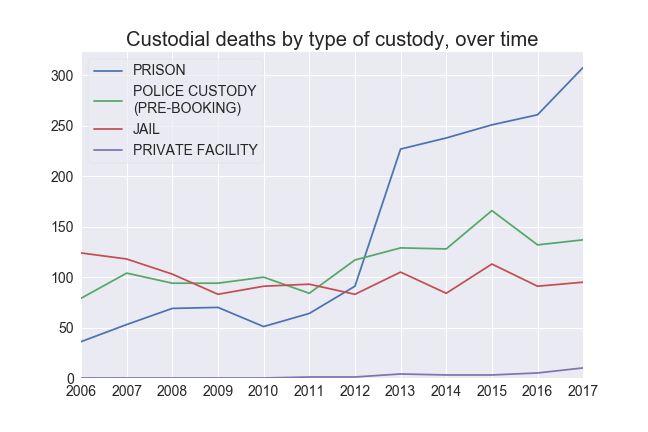 Custodial deaths by type of custody, over time
PRISON
POLICE CUSTODY
(PRE-BOOKING)
JAIL
PRIVATE FACILITY
300
250
200
150
100
50
0
2006 2007 2008 2009 2010 2011 2012 2013 2014 2015 2016 2017